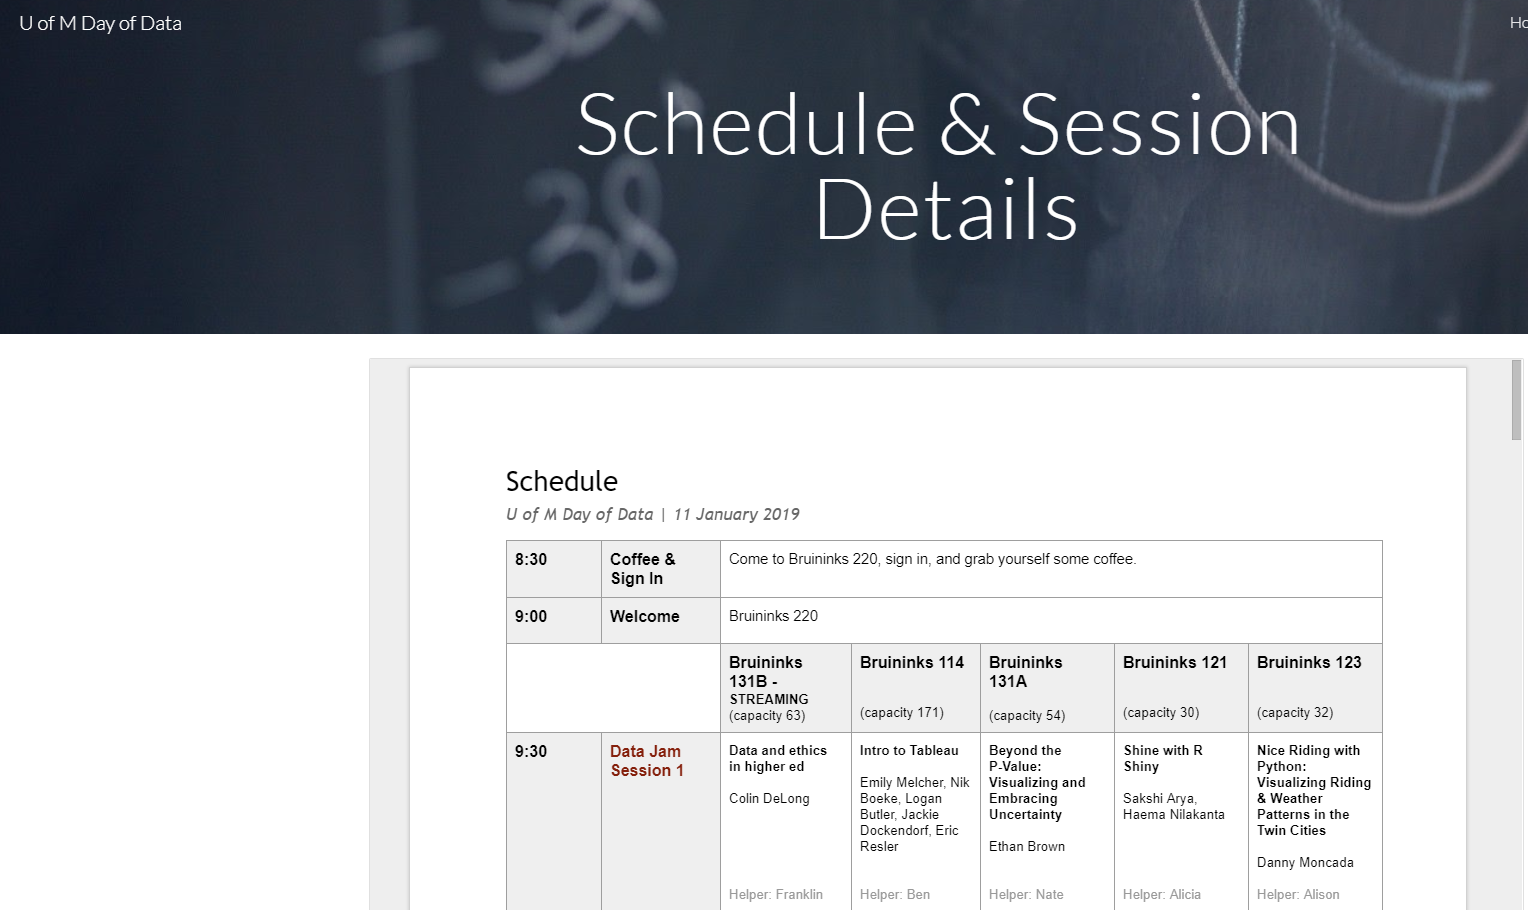 U of M Day of Data
Ho
Schedule & Session
Details
-38
Schedule
U of M Day of Data | 11 January 2019
8:30
Coffee &
Sign In
Come to Bruininks 220, sign in, and grab yourself some coffee.
9:00
Welcome
Bruininks 220
Bruininks
131B -
STREAMING
(capacity 63)
Bruininks 114
(capacity 171)
Bruininks
131A
(capacity 54)
Bruininks 121
(capacity 30)
Bruininks 123
(capacity 32)
9:30
Data Jam
Session 1
Data and ethics
in higher ed
Colin DeLong
Helper: Franklin
Intro to Tableau
Emily Melcher, Nik
Boeke, Logan
Butler, Jackie
Dockendorf, Eric
Resler
Helper: Ben
Beyond the
P-Value:
Visualizing and
Embracing
Uncertainty
Ethan Brown
Helper: Nate
Shine with R
Shiny
Sakshi Arya,
Haema Nilakanta
Helper: Alicia
Nice Riding with
Python:
Visualizing Riding
& Weather
Patterns in the
Twin Cities
Danny Moncada
Helper: Alison